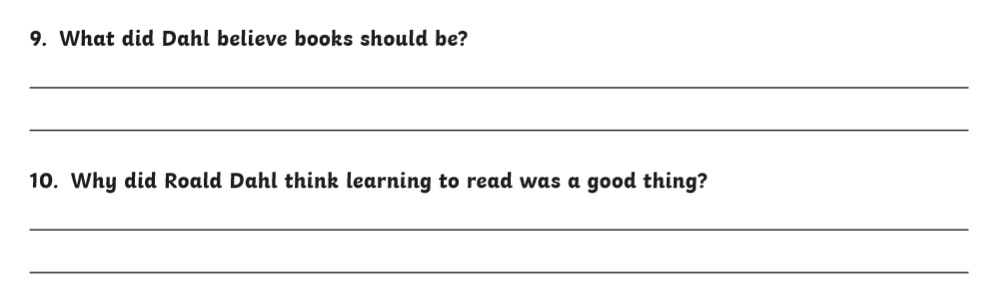 9. What did Dahl believe books should be?
10. Why did Roald Dahl think learning to read was a good thing?